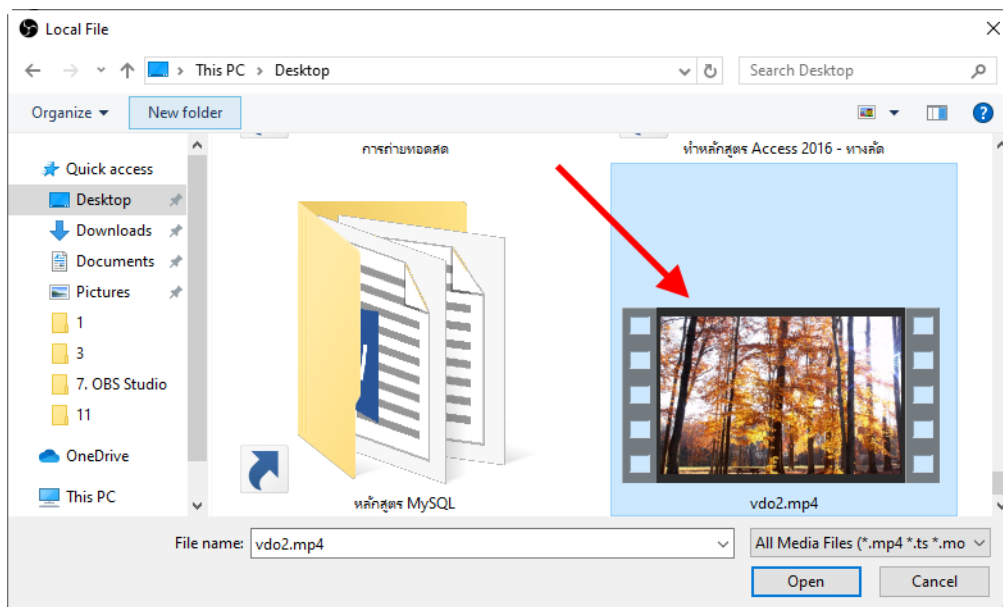 Local File
This PC > Desktop
Search Desktop
Organize
New folder
Quick access
Desktop
Downloads
Documents
Pictures
1
3
7. OBS Studio
11
OneDrive
This PC
การถ่ายทอดสด
ทำหลักสูตร Access 2016 - ทางลัด
หลักสูตร MySQL
vdo2.mp4
File name:
vdo2.mp4
All Media Files (*.mp4 *.ts *.mo
Open
Cancel